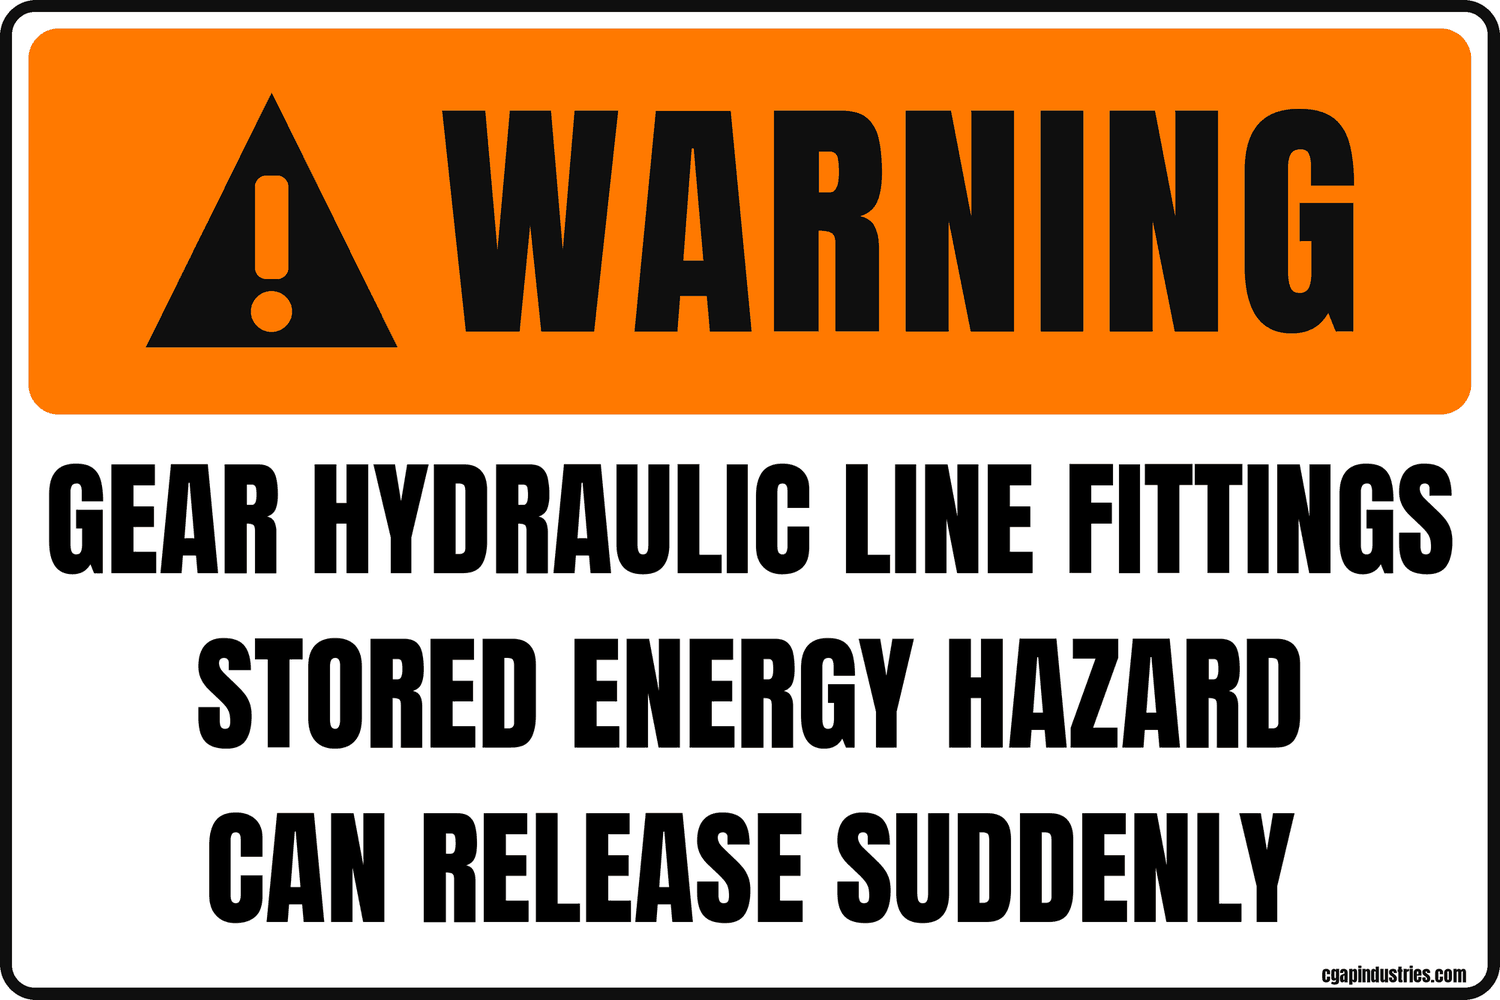 WARNING
GEAR HYDRAULIC LINE FITTINGS
STORED ENERGY HAZARD
CAN RELEASE SUDDENLY
cgapindustries.com